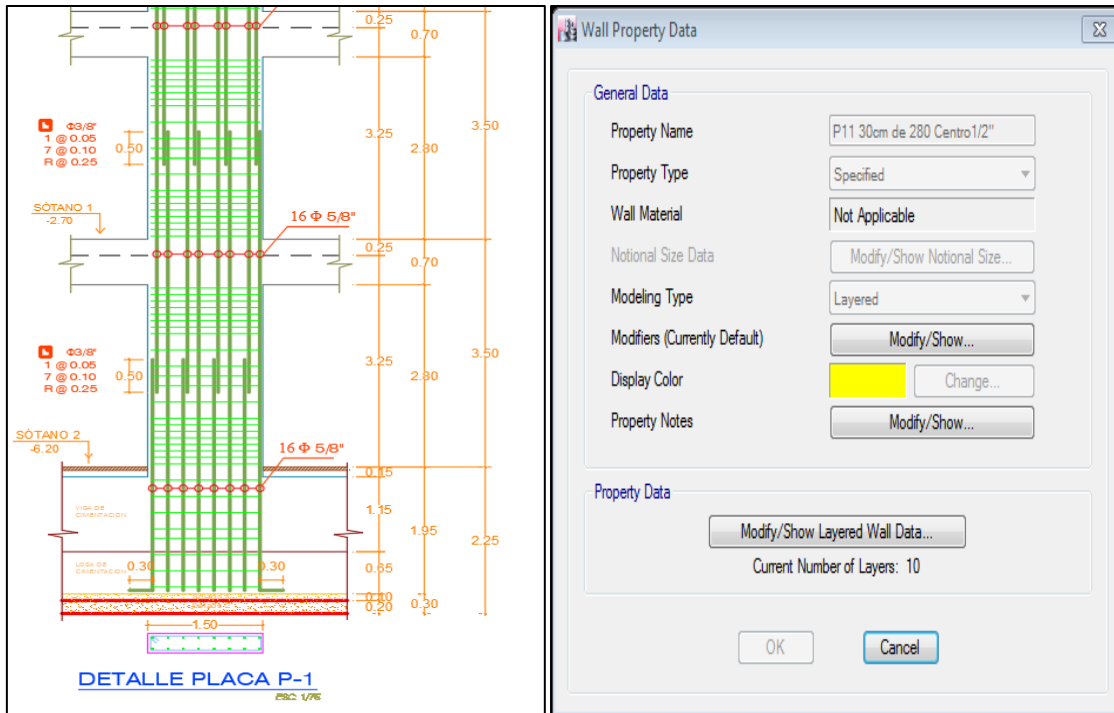 0.25
0.70
Φ3/8"
1 @ 0.05
7 @ 0.10
R @ 0.25
0.50
3.25
2.80
3.50
SÓTANO 1
-2.70
16 Φ 5/8"
0.25
0.70
Φ3/8"
1 @ 0.05
7 @ 0.10
R @ 0.25
0.50
3.25
2.80
3.50
SÓTANO 2
-6.20
16 Φ 5/8"
0.15
VIGA DE
CIMENTACION
1.15
1.95
2.25
LOSA DE
CIMENTACION
0.30
0.30
0.65
0.10
0.20
0.30
1.50
DETALLE PLACA P-1
ESC: 1/75
Wall Property Data
General Data
Property Name
P11 30cm de 280 Centro1/2"
Property Type
Specified
Wall Material
Not Applicable
Notional Size Data
Modify/Show Notional Size...
Modeling Type
Layered
Modifiers (Currently Default)
Modify/Show...
Display Color
Change...
Property Notes
Modify/Show...
Property Data
Modify/Show Layered Wall Data...
Current Number of Layers: 10
OK
Cancel